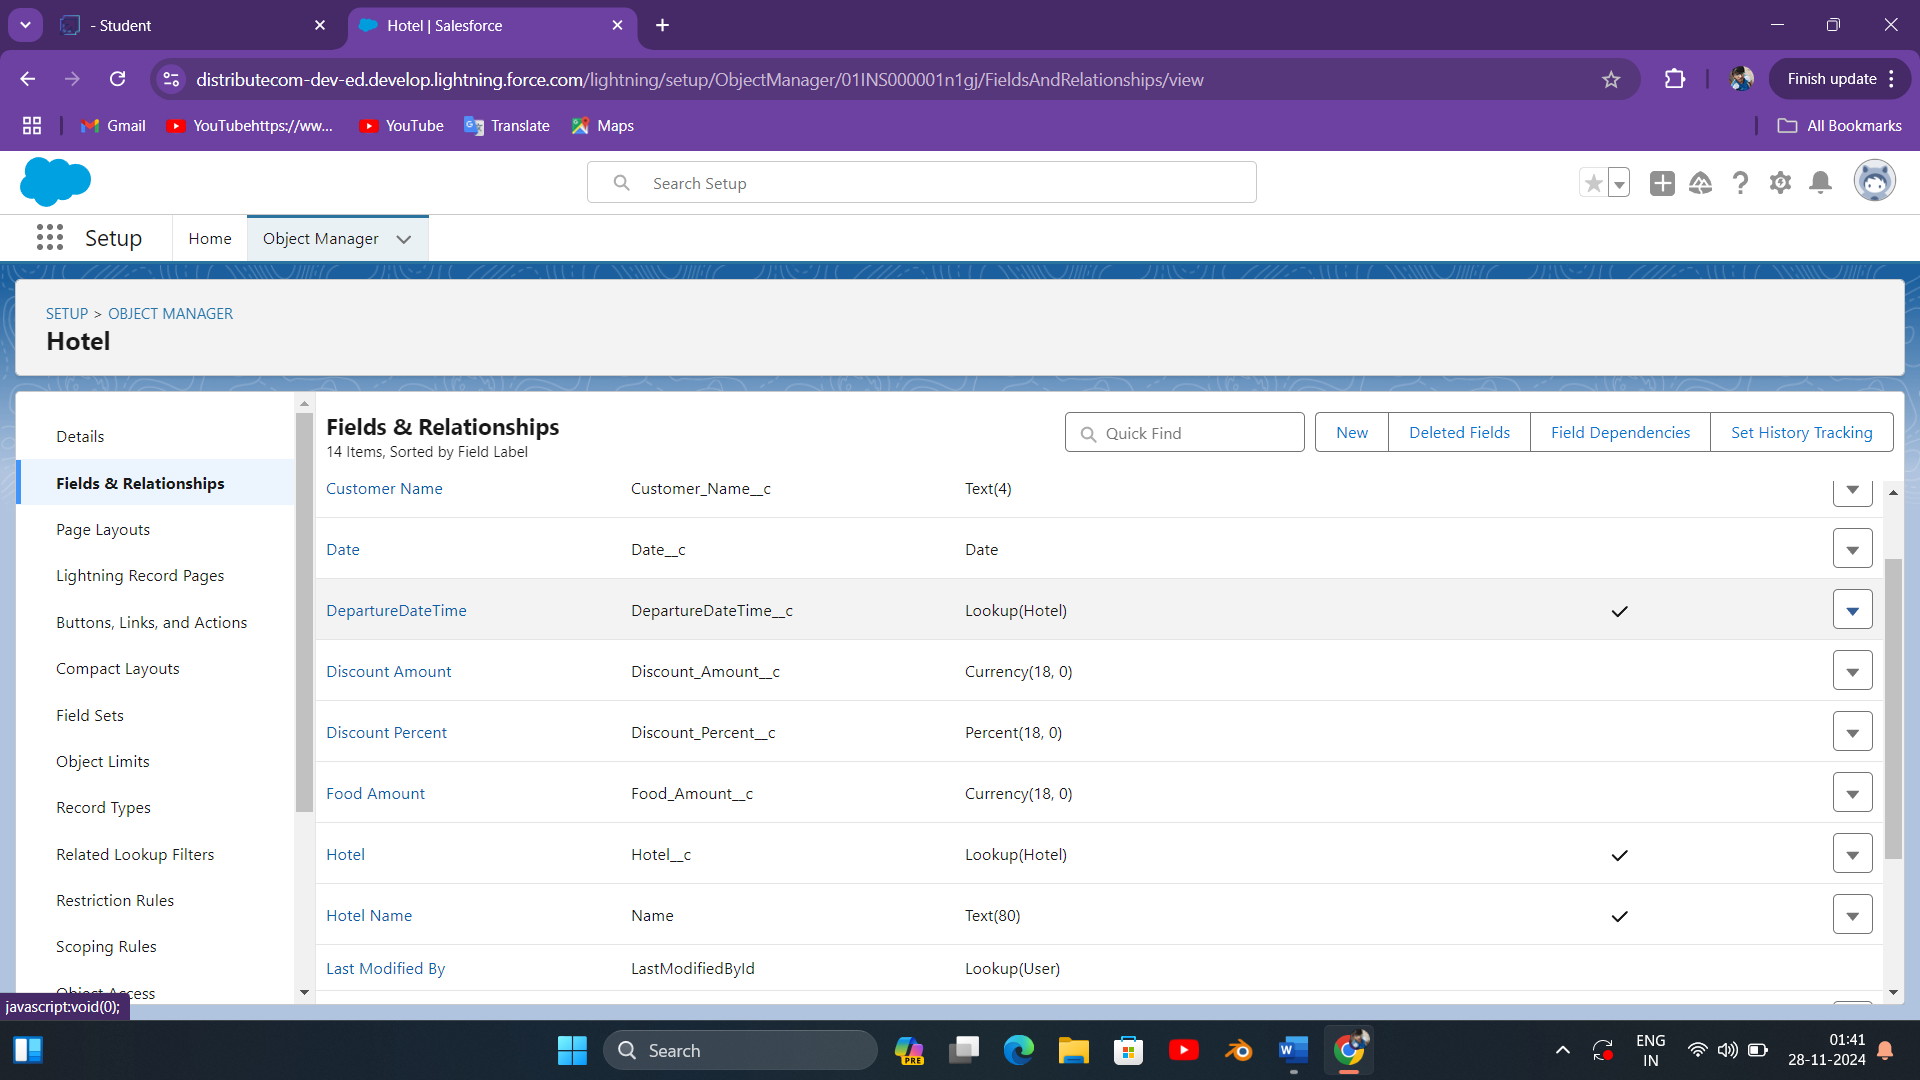 - Student
Hotel | Salesforce
distributecom-dev-ed.develop.lightning.force.com/lightning/setup/ObjectManager/01INS000001n1gj/FieldsAndRelationships/view
Finish update
Gmail
YouTubehttps://ww...
YouTube
Translate
Maps
All Bookmarks
Search Setup
Setup
Home
Object Manager
SETUP > OBJECT MANAGER
Hotel
Details
Fields & Relationships
Page Layouts
Lightning Record Pages
Buttons, Links, and Actions
Compact Layouts
Field Sets
Object Limits
Record Types
Related Lookup Filters
Restriction Rules
Scoping Rules
Object Access
Fields & Relationships
14 Items, Sorted by Field Label
Quick Find
New
Deleted Fields
Field Dependencies
Set History Tracking
Customer Name Customer_Name__c Text(4)
Date Date__c Date
DepartureDateTime DepartureDateTime__c Lookup(Hotel)
Discount Amount Discount_Amount__c Currency(18, 0)
Discount Percent Discount_Percent__c Percent(18, 0)
Food Amount Food_Amount__c Currency(18, 0)
Hotel Hotel__c Lookup(Hotel)
Hotel Name Name Text(80)
Last Modified By LastModifiedById Lookup(User)
javascript:void(0);
Search
PRE
ENG
IN
01:41
28-11-2024